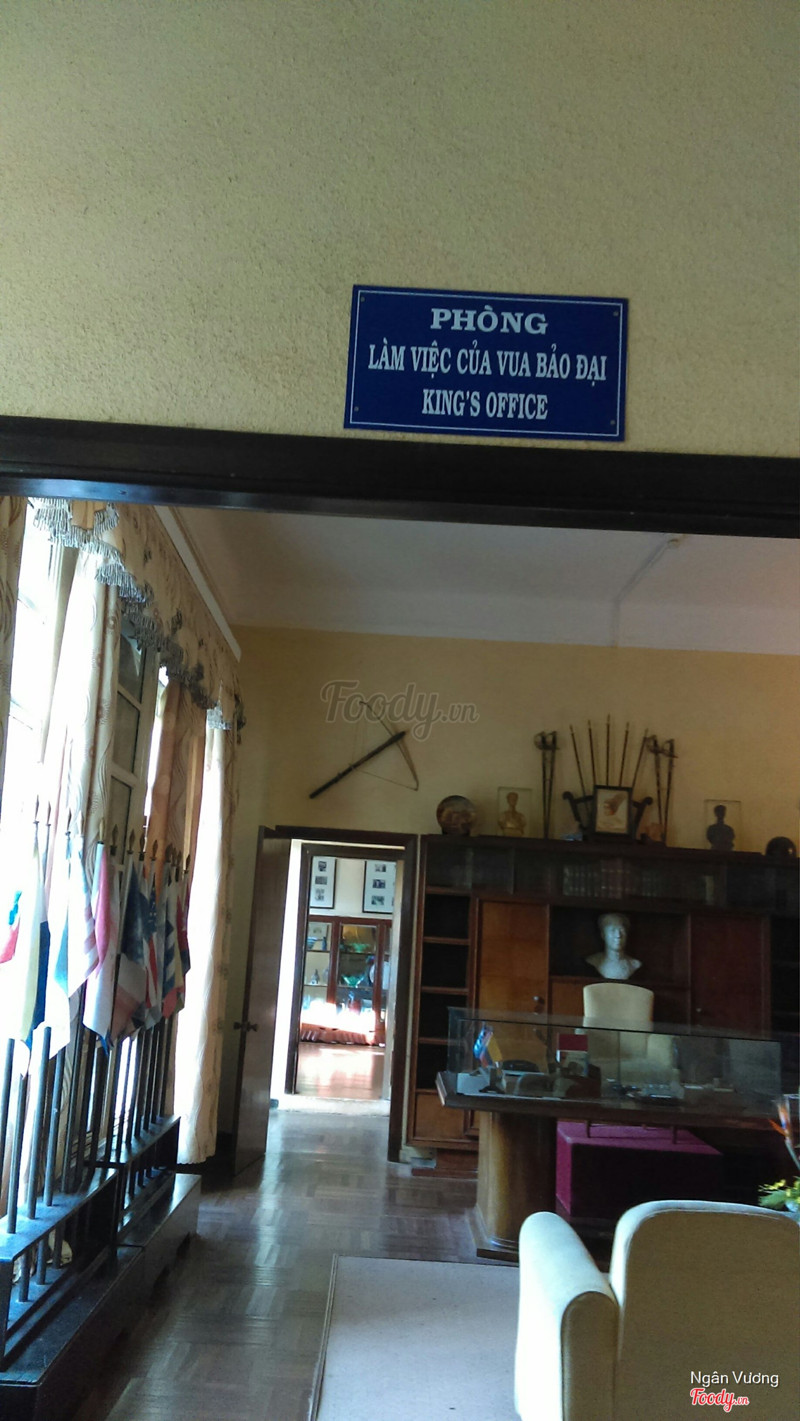 PHÒNG
LÀM VIỆC CỦA VUA BẢO ĐẠI
KING'S OFFICE
Foody.vn
Ngân Vương
Foody.vn